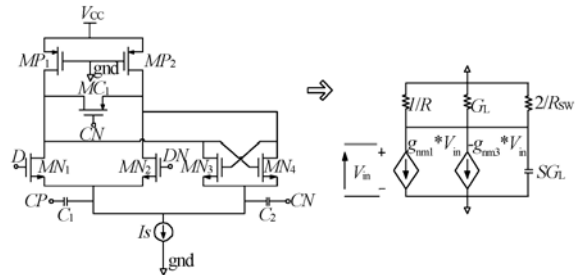 VCC
MP1
gnd
MP2
MC1
CN
D
MN1
MN2
DN
MN3
MN4
CP
C1
C2
CN
Is
gnd
1/R
GL
2/RSW
gnm1*Vin
-gnm3*Vin
+
Vin
-
SGL